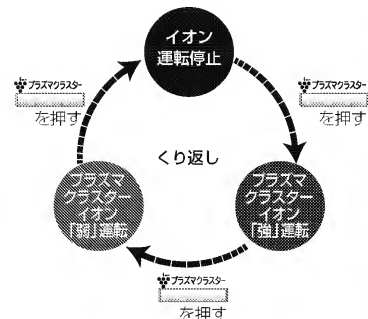 イオン
運転停止
プラズマクラスター
を押す
プラズマクラスター
を押す
くり返し
プラズマ
クラスター
イオン
「弱」運転
プラズマ
クラスター
イオン
「強」運転
プラズマクラスター
を押す